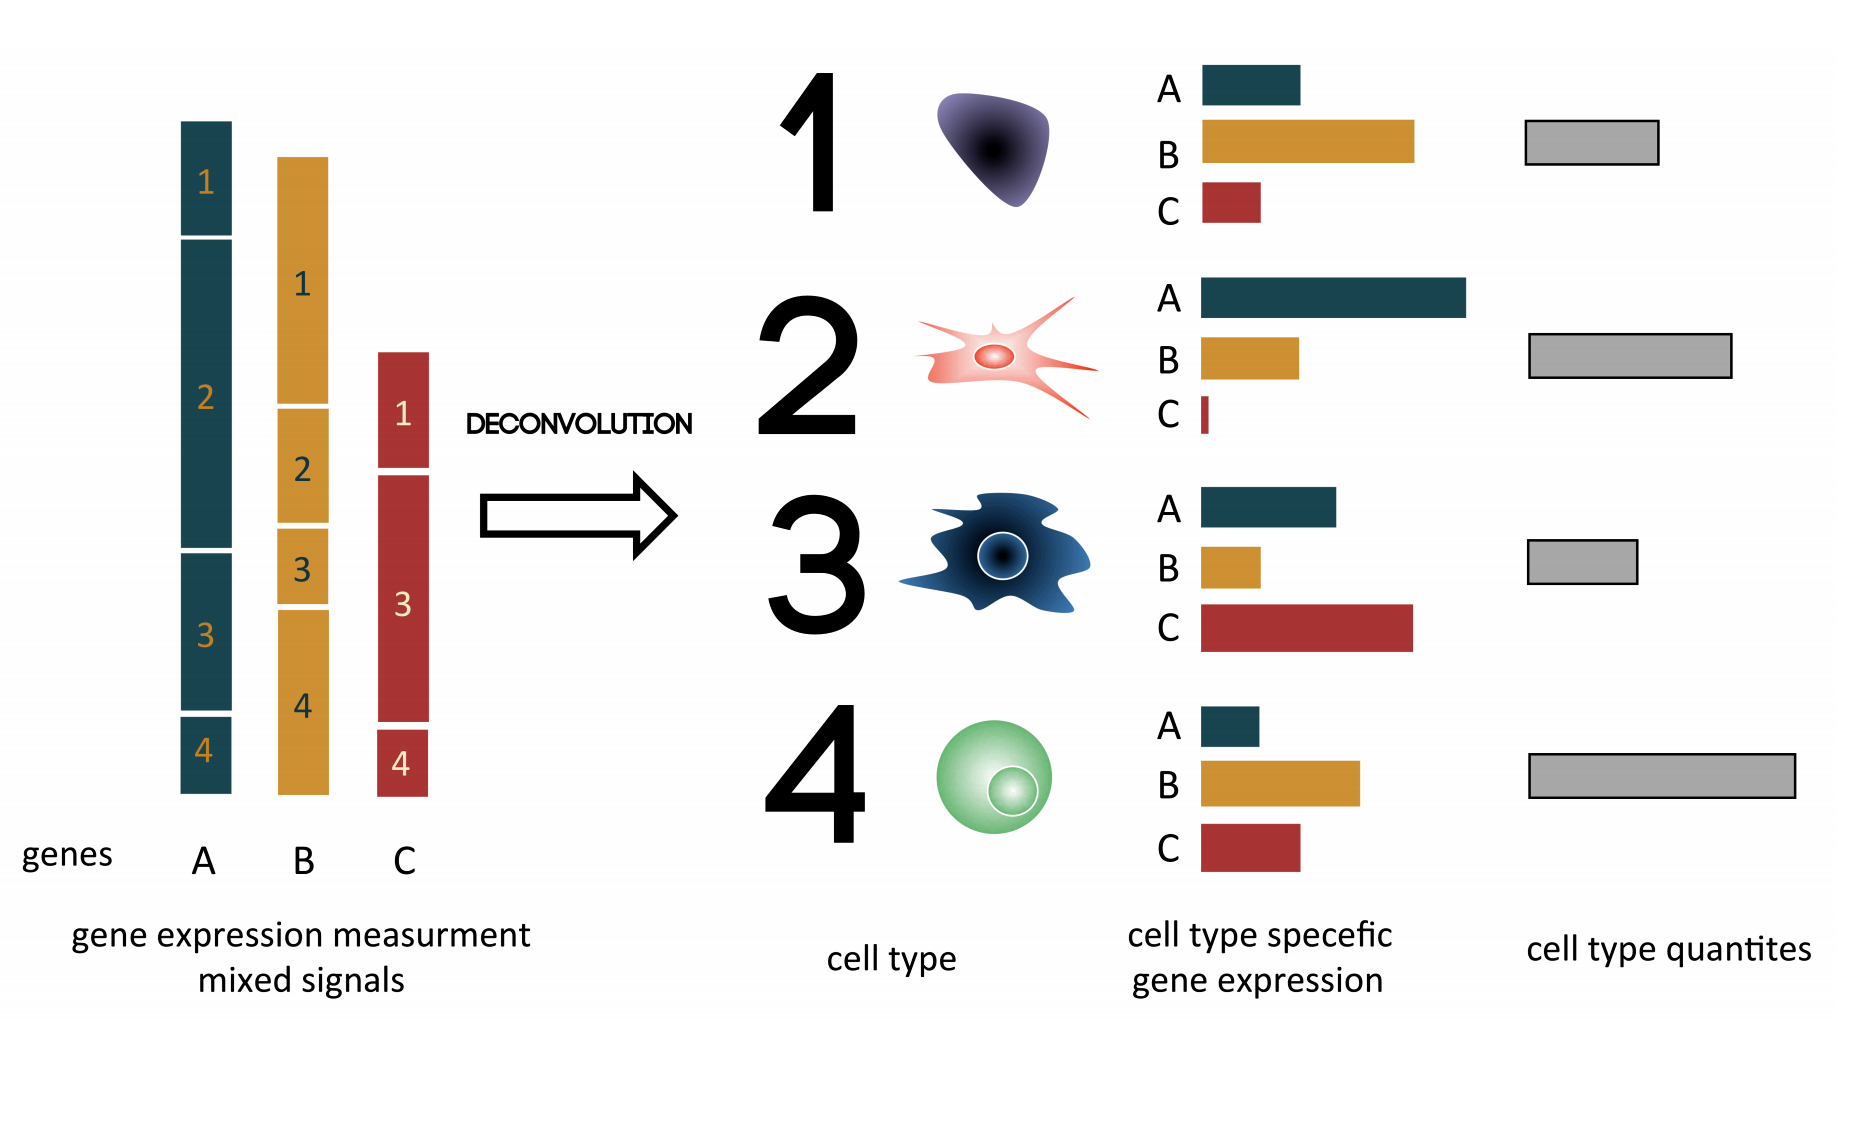 1
2
3
4
1
2
3
4
1
3
4
genes
A
B
C
gene expression measurment
mixed signals
DECONVOLUTION
1
2
3
4
cell type
A
B
C
A
B
C
A
B
C
A
B
C
cell type specefic
gene expression
cell type quantites